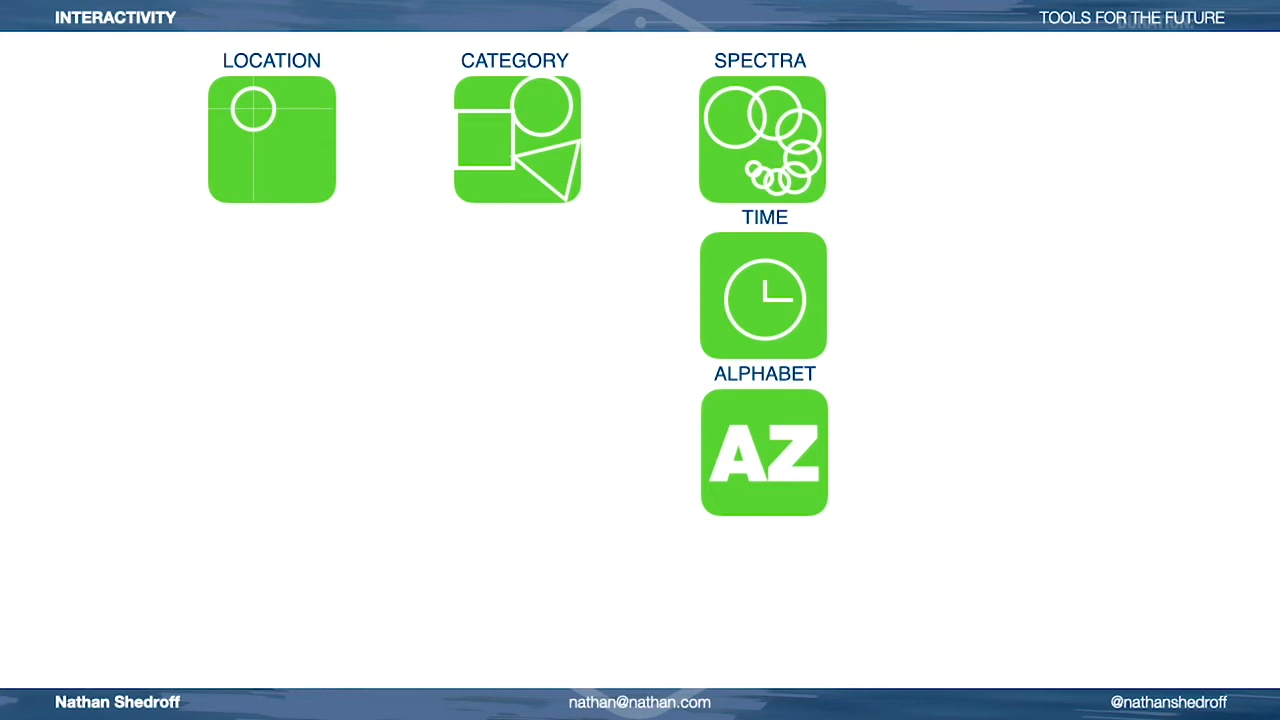 INTERACTIVITY
TOOLS FOR THE FUTURE
LOCATION
CATEGORY
SPECTRA
TIME
ALPHABET
AZ
Nathan Shedroff
nathan@nathan.com
@nathanshedroff